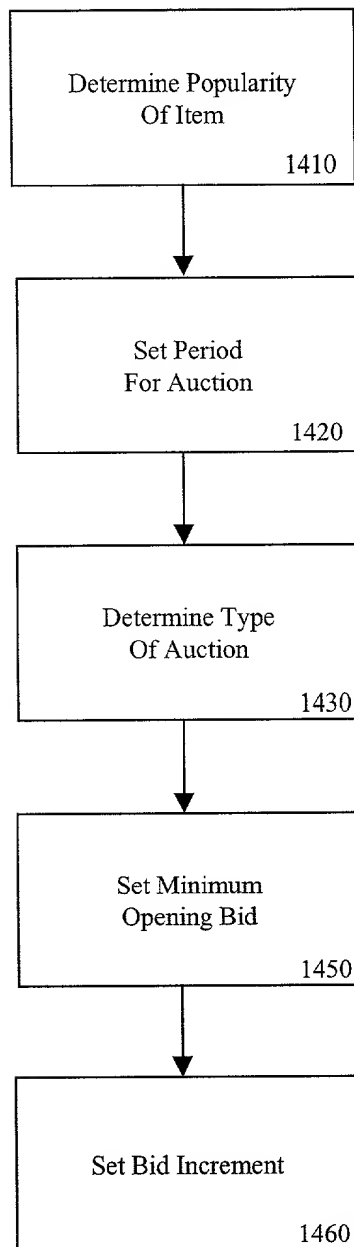 Determine Popularity
Of Item
1410
Set Period
For Auction
1420
Determine Type
Of Auction
1430
Set Minimum
Opening Bid
1450
Set Bid Increment
1460